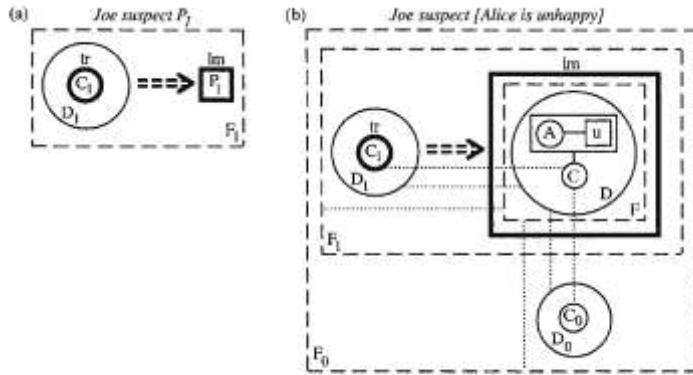 (a) Joe suspect P₁
tr
lm
C₁
P₁
D₁
F₁
(b) Joe suspect [Alice is unhappy]
lm
tr
A
u
C₁
C
D₁
D
F
F₁
C₀
D₀
F₀